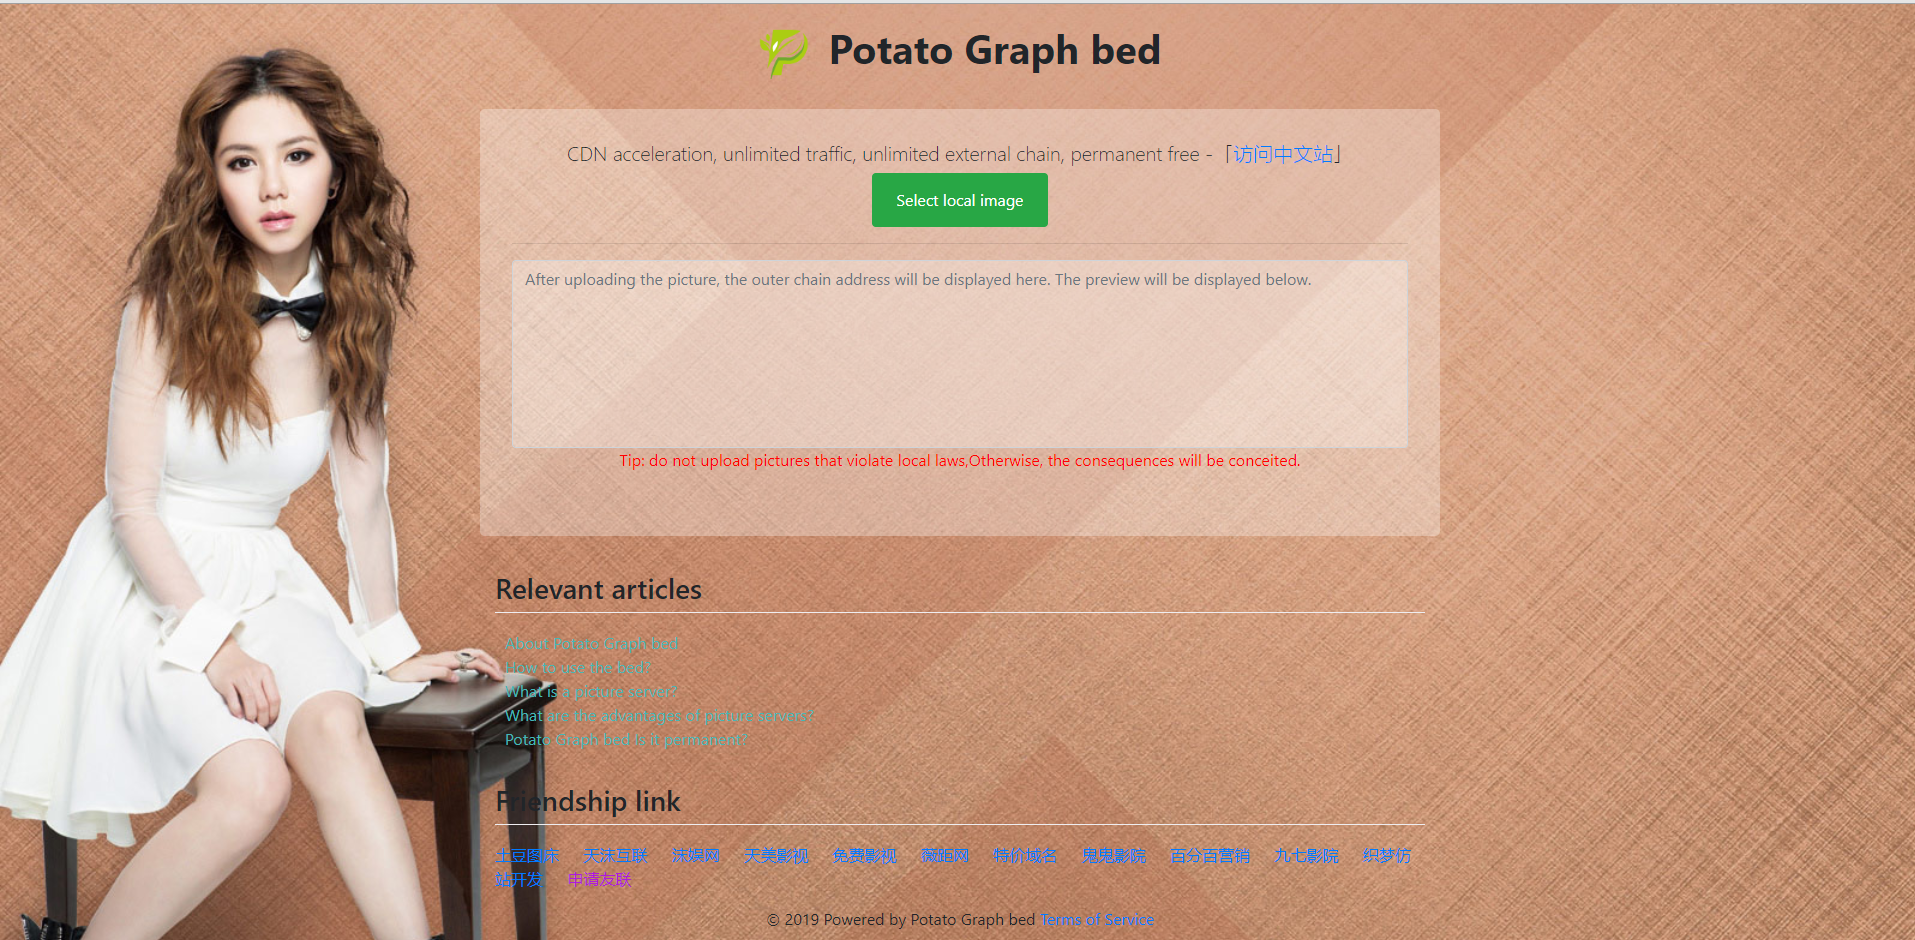 Potato Graph bed
CDN acceleration, unlimited traffic, unlimited external chain, permanent free -「访问中文站」
Select local image
After uploading the picture, the outer chain address will be displayed here. The preview will be displayed below.
Tip: do not upload pictures that violate local laws,Otherwise, the consequences will be conceited.
Relevant articles
About Potato Graph bed
How to use the bed?
What is a picture server?
What are the advantages of picture servers?
Potato Graph bed Is it permanent?
Friendship link
土豆图床 天沫互联 沫娱网 天美影视 免费影视 薇晅网 特价域名 鬼鬼影院 百分百营销 九七影院 织梦仿
站开发 申请友联
© 2019 Powered by Potato Graph bed Terms of Service